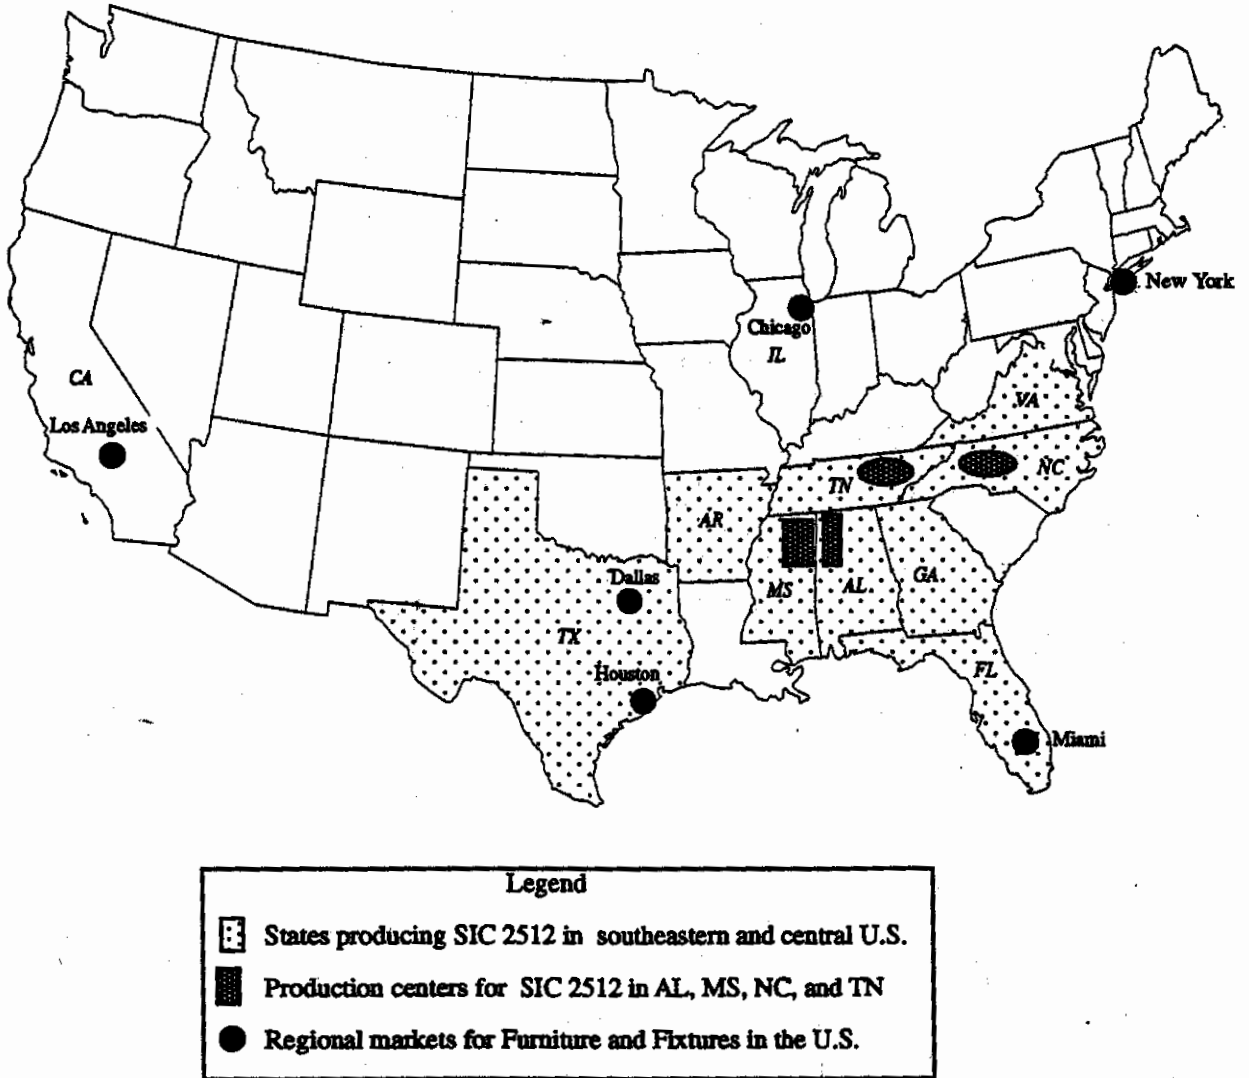 New York
Chicago
IL
CA
VA
Los Angeles
TN
NC
AR
Dallas
MS
AL
GA
TX
Houston
FL
Miami
Legend
States producing SIC 2512 in southeastern and central U.S.
Production centers for SIC 2512 in AL, MS, NC, and TN
Regional markets for Furniture and Fixtures in the U.S.